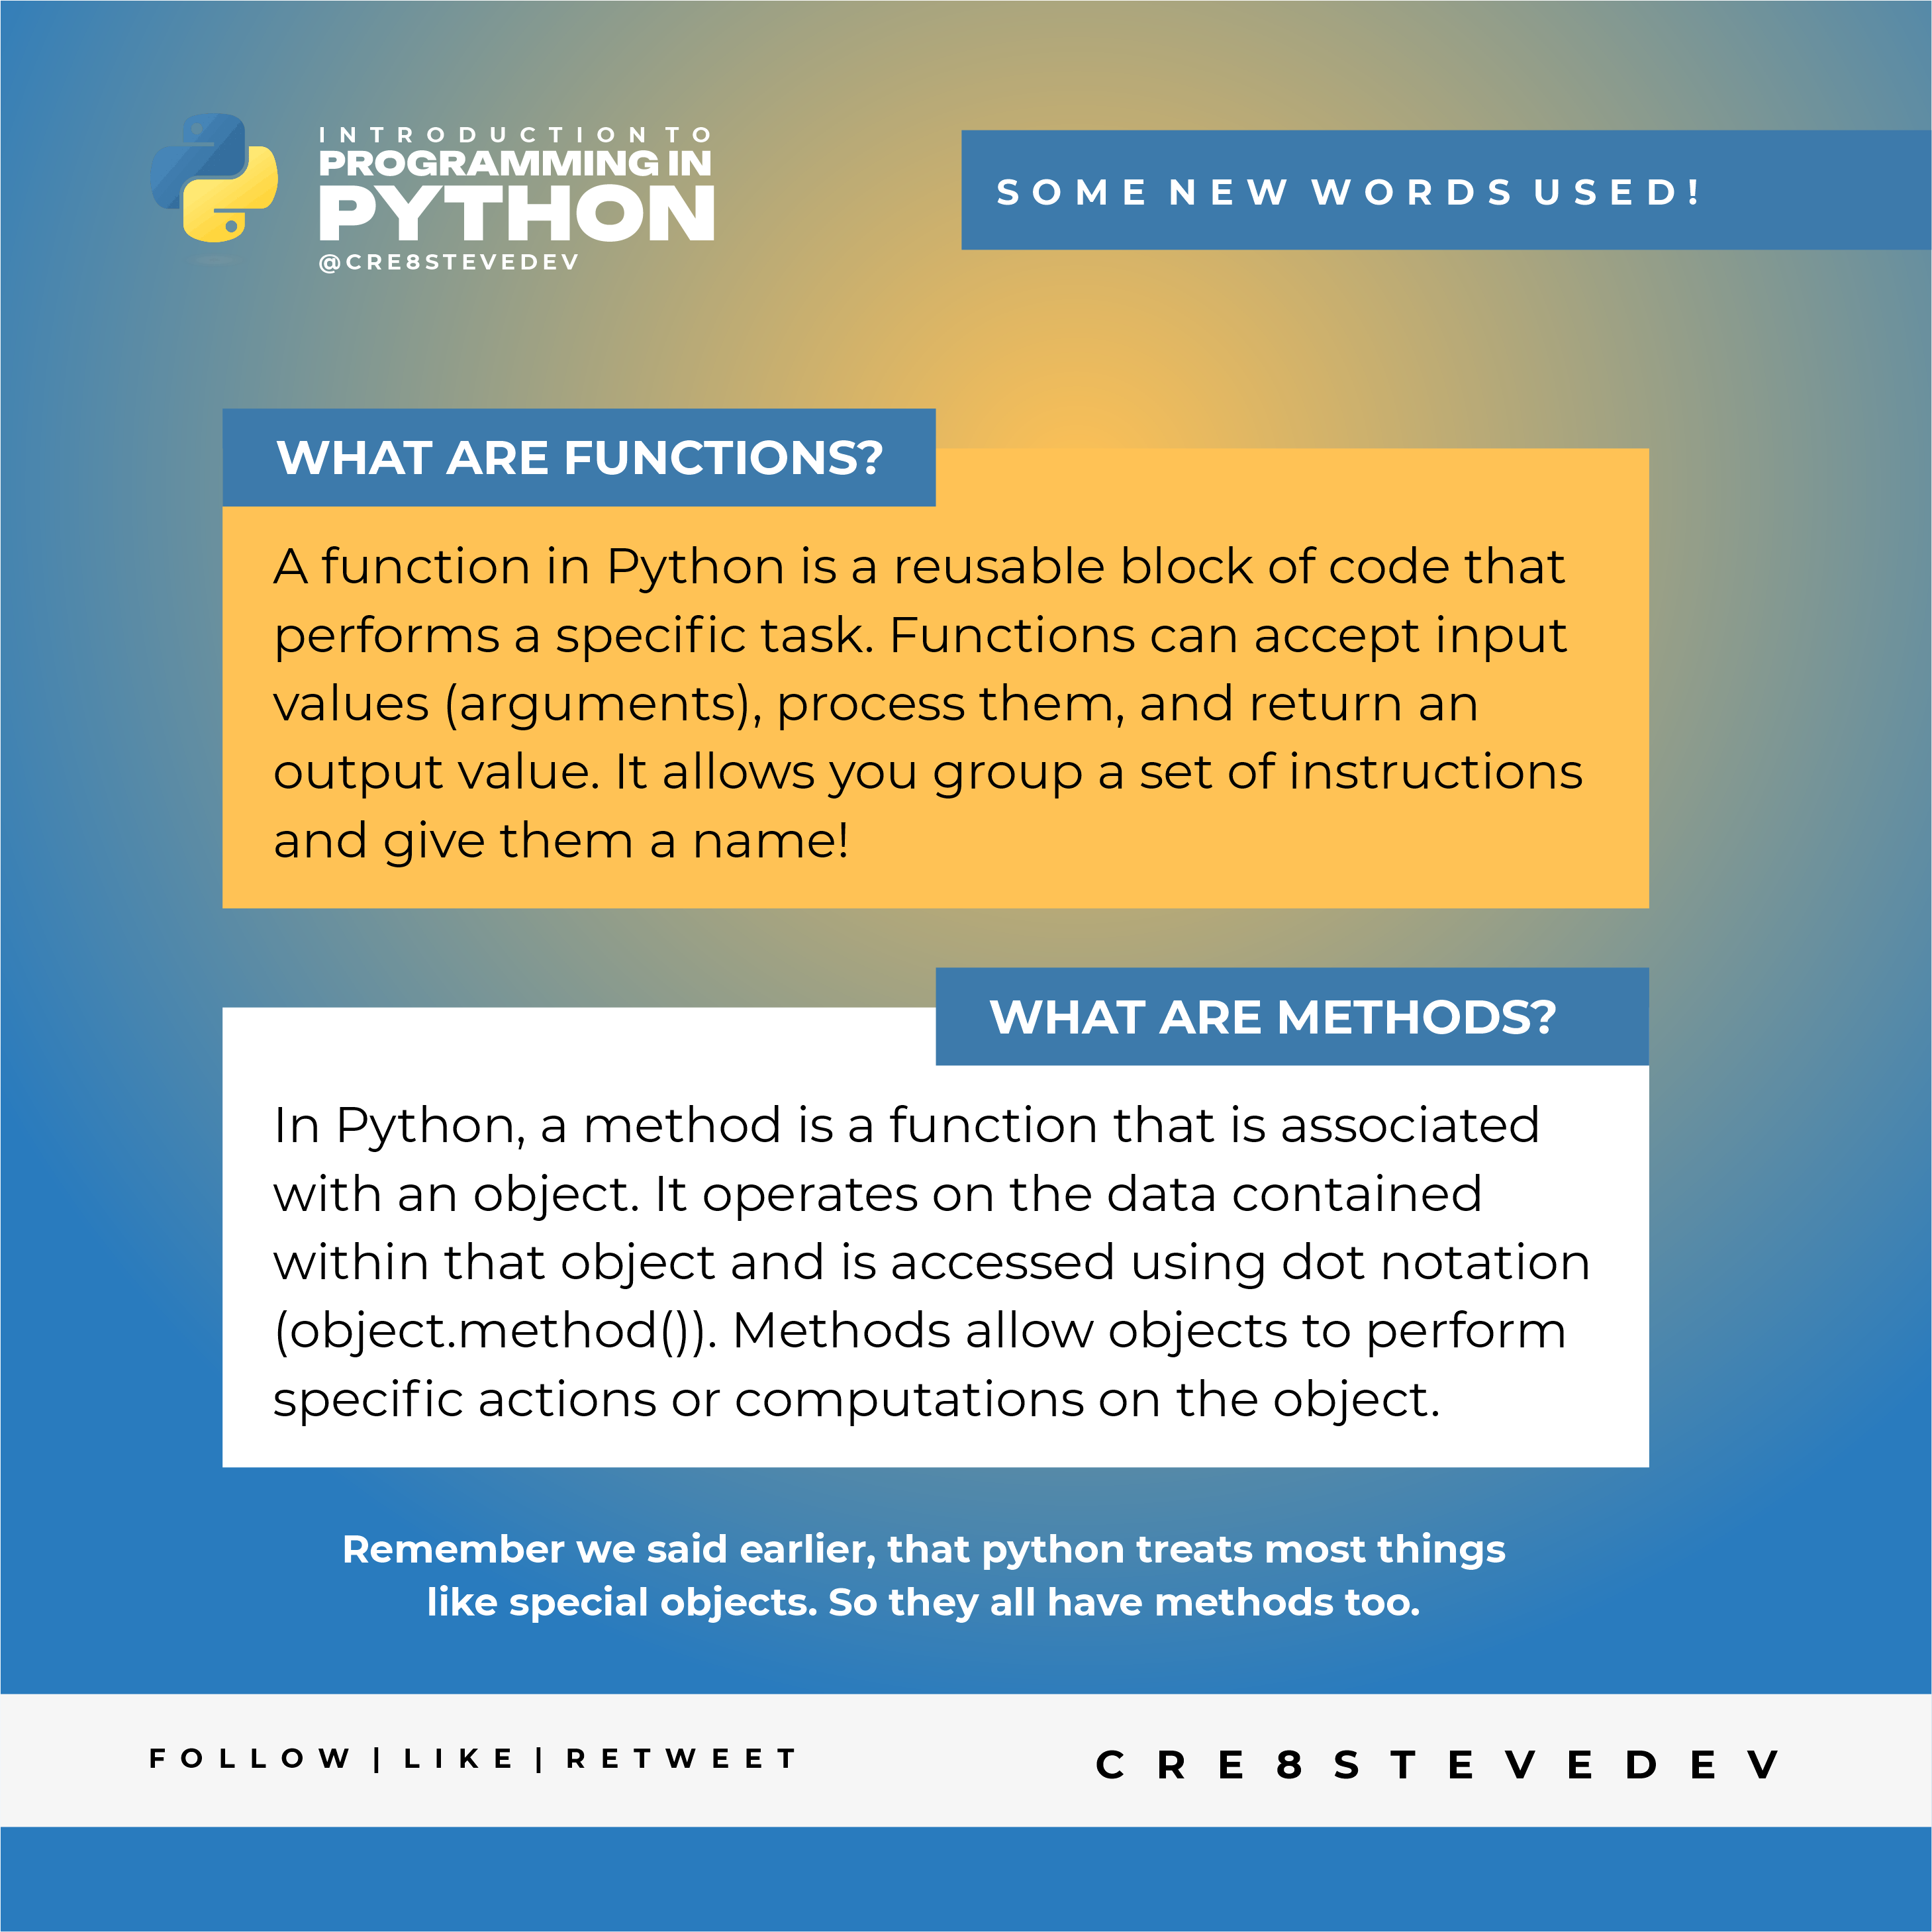 INTRODUCTION TO
PROGRAMMING IN
PYTHON
@CRE8STEVEDEV
SOME NEW WORDS USED!
WHAT ARE FUNCTIONS?
A function in Python is a reusable block of code that
performs a specific task. Functions can accept input
values (arguments), process them, and return an
output value. It allows you group a set of instructions
and give them a name!
WHAT ARE METHODS?
In Python, a method is a function that is associated
with an object. It operates on the data contained
within that object and is accessed using dot notation
(object.method()). Methods allow objects to perform
specific actions or computations on the object.
Remember we said earlier, that python treats most things
like special objects. So they all have methods too.
FOLLOW | LIKE | RETWEET
CRE8STEVEDEV